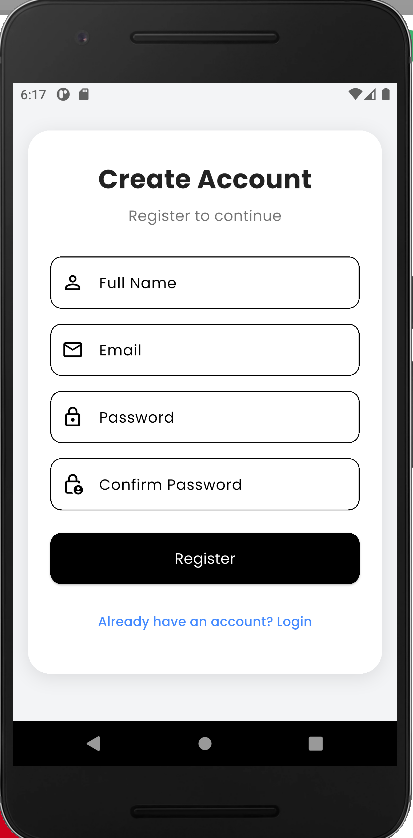 6:17
Create Account
Register to continue
Full Name
Email
Password
Confirm Password
Register
Already have an account? Login